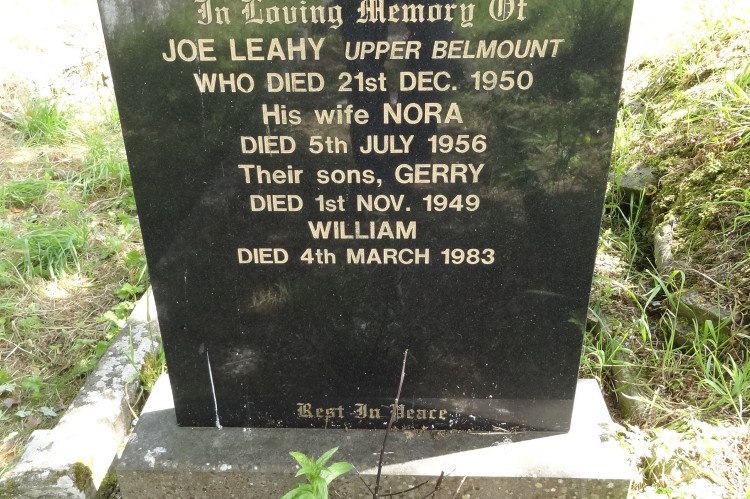 In Loving Memory Of
JOE LEAHY UPPER BELMOUNT
WHO DIED 21st DEC. 1950
His wife NORA
DIED 5th JULY 1956
Their sons, GERRY
DIED 1st NOV. 1949
WILLIAM
DIED 4th MARCH 1983
Rest In Peace